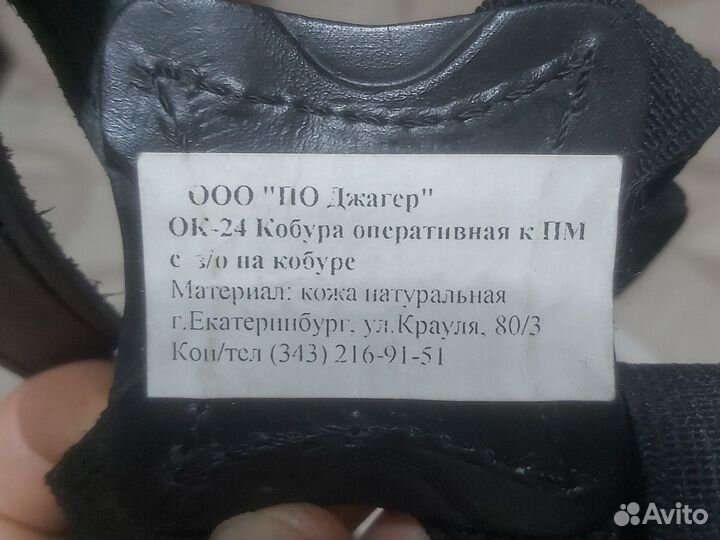 ООО "ПО Джагер"
ОК-24 Кобура оперативная к ПМ
с з/о на кобуре
Материал: кожа натуральная
г.Екатеринбург, ул.Крауля, 80/3
Кон/тел (343) 216-91-51
Avito